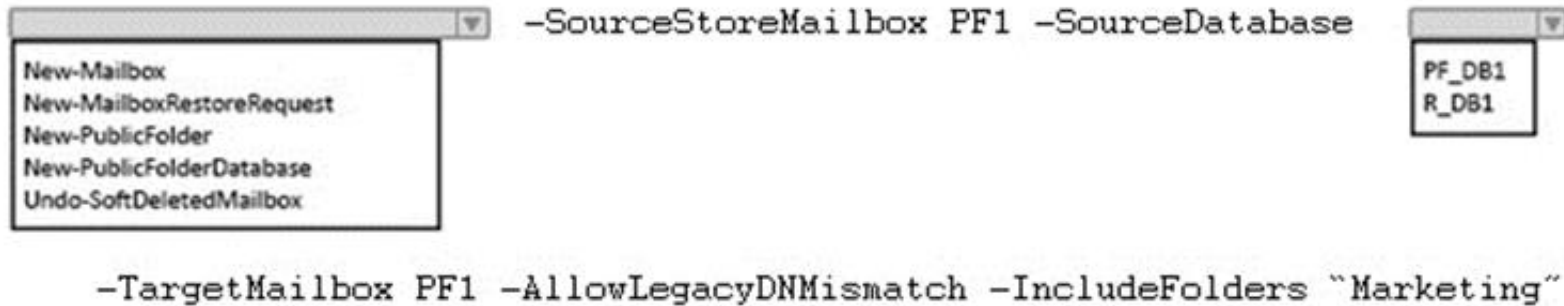 –SourceStoreMailbox PF1 –SourceDatabase
New-Mailbox
New-MailboxRestoreRequest
New-PublicFolder
New-PublicFolderDatabase
Undo-SoftDeletedMailbox
PF_DB1
R_DB1
–TargetMailbox PF1 –AllowLegacyDNMismatch –IncludeFolders ``Marketing˝